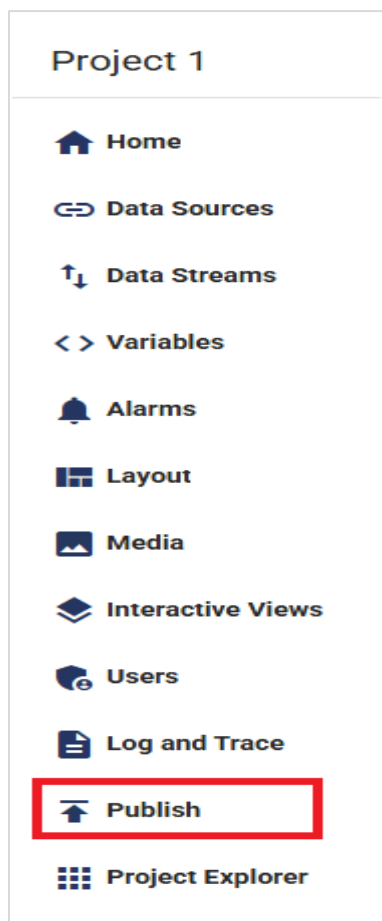 Project 1
Home
Data Sources
Data Streams
Variables
Alarms
Layout
Media
Interactive Views
Users
Log and Trace
Publish
Project Explorer